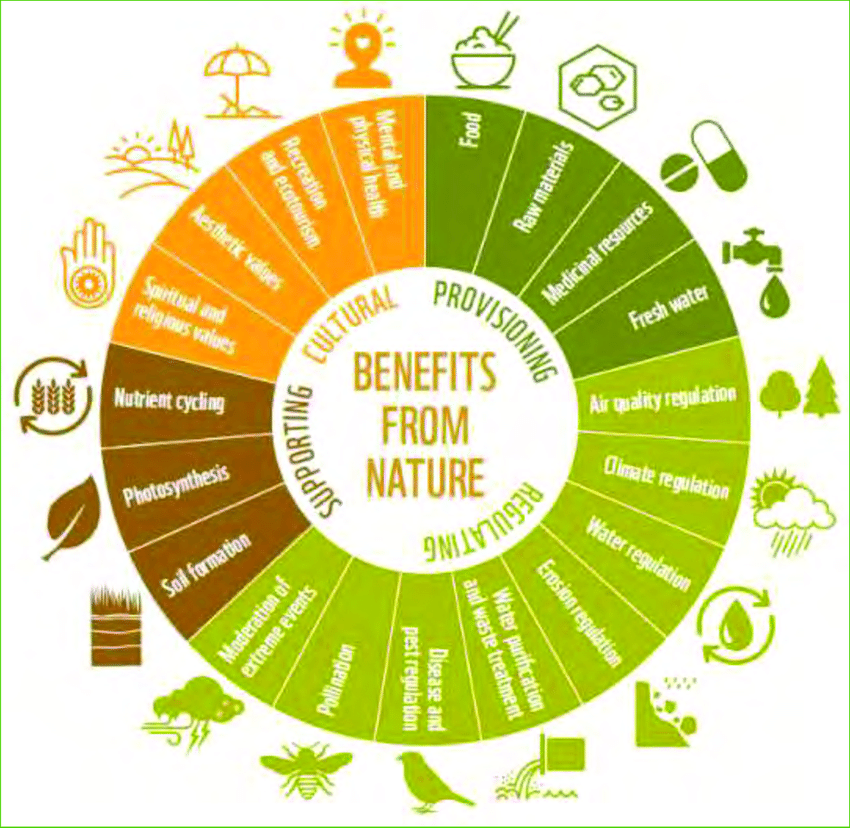 BENEFITS
FROM
NATURE
PROVISIONING
Food
Raw materials
Medicinal resources
Fresh water
REGULATING
Air quality regulation
Climate regulation
Water regulation
Erosion regulation
Water purification
and waste treatment
Disease and
pest regulation
Pollination
Moderation of
extreme events
SUPPORTING
Soil formation
Photosynthesis
Nutrient cycling
CULTURAL
Spiritual and
religious values
Aesthetic values
Recreation
and ecotourism
Mental and
physical health